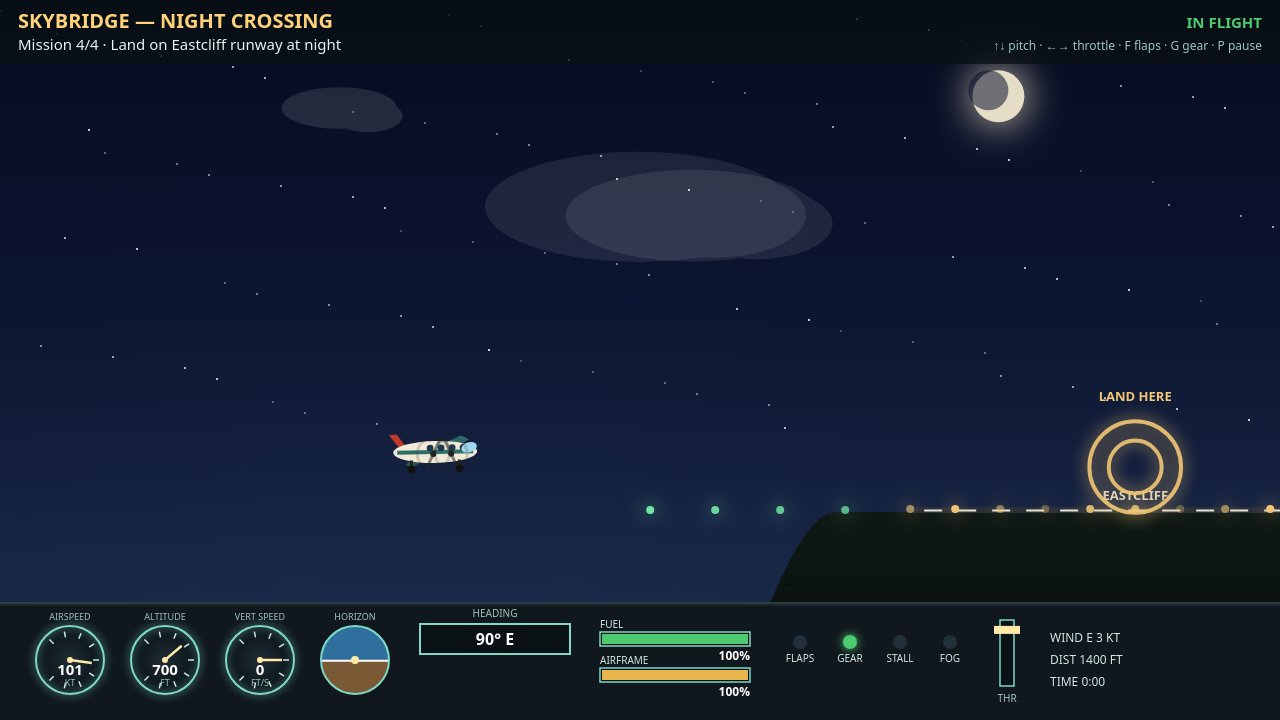 SKYBRIDGE — NIGHT CROSSING
Mission 4/4 · Land on Eastcliff runway at night
IN FLIGHT
↑↓ pitch · ←→ throttle · F flaps · G gear · P pause
LAND HERE
EASTCLIFF
AIRSPEED
101
KT
ALTITUDE
700
FT
VERT SPEED
0
FT/S
HORIZON
HEADING
90° E
FUEL
100%
AIRFRAME
100%
FLAPS
GEAR
STALL
FOG
THR
WIND E 3 KT
DIST 1400 FT
TIME 0:00